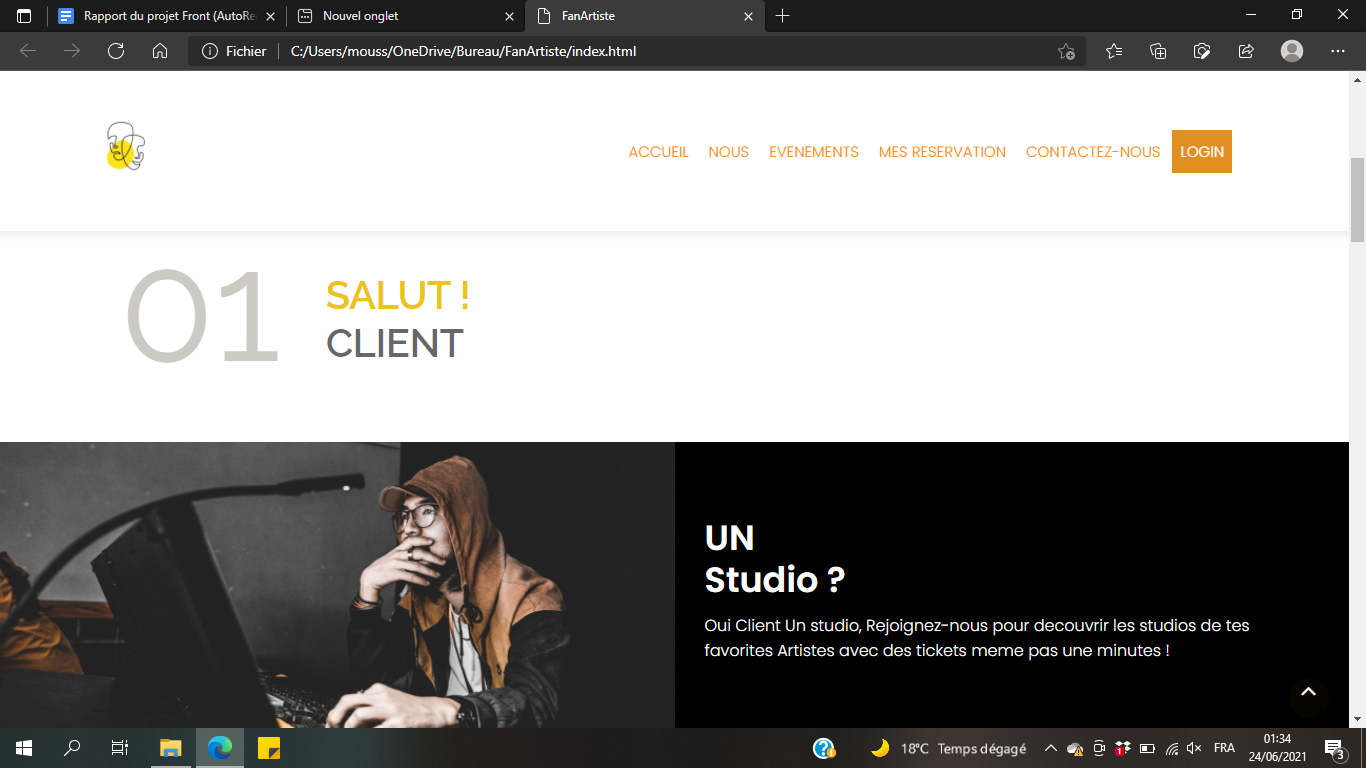 Rapport du projet Front (AutoRe
Nouvel onglet
FanArtiste
Fichier
C:/Users/mouss/OneDrive/Bureau/FanArtiste/index.html
ACCUEIL NOUS EVENEMENTS MES RESERVATION CONTACTEZ-NOUS LOGIN
01
SALUT !
CLIENT
UN
Studio ?
Oui Client Un studio, Rejoignez-nous pour decouvrir les studios de tes
favorites Artistes avec des tickets meme pas une minutes !
18°C Temps dégagé
FRA
01:34
24/06/2021
3